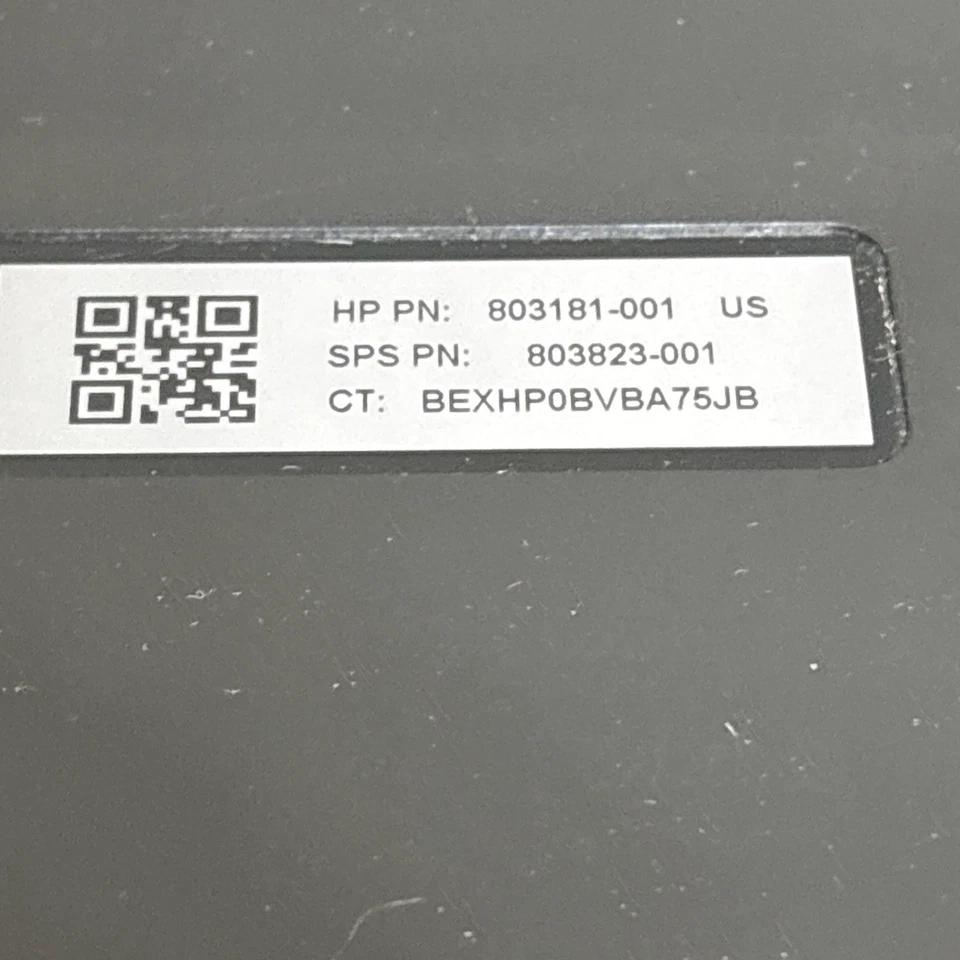 HP PN: 803181-001 US
SPS PN: 803823-001
CT: BEXHP0BVBA75JB